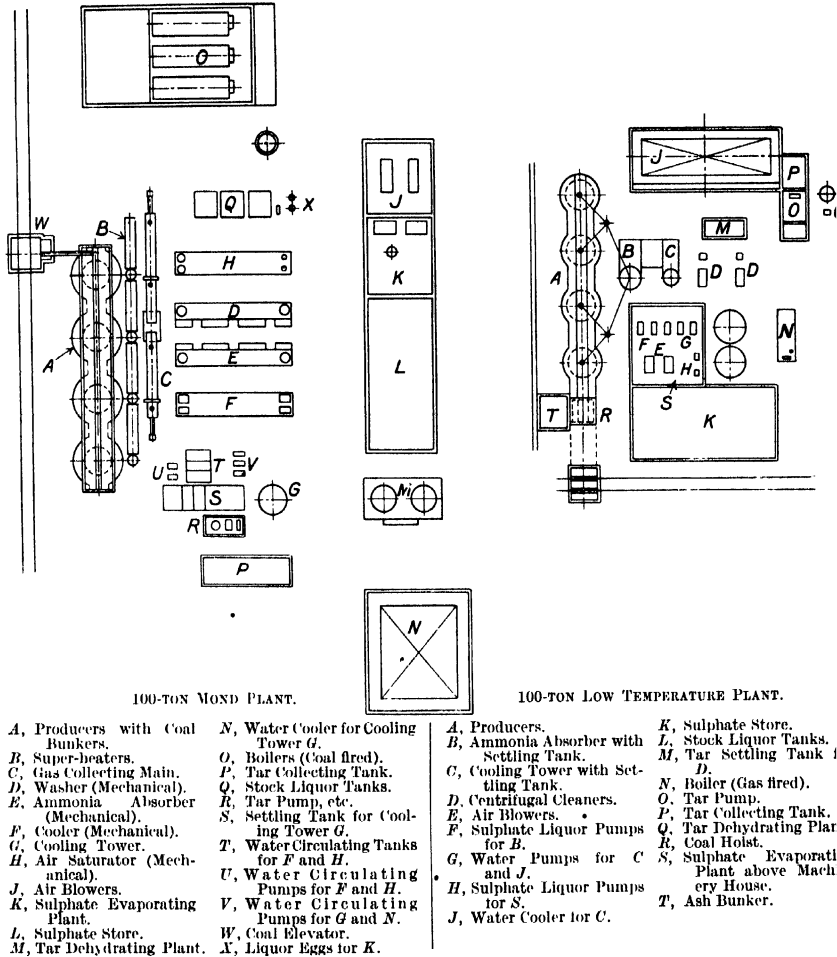 O
W
B
Q
X
H
D
A
E
C
F
U
T
V
S
G
R
P
J
K
L
M
N
J
P
O
M
B
C
D
D
A
F
G
E
H
S
N
T
R
K
100-TON MOND PLANT.
A, Producers with Coal
Bunkers.
B, Super-heaters.
C, Gas Collecting Main.
D, Washer (Mechanical).
E, Ammonia Absorber
(Mechanical).
F, Cooler (Mechanical).
G, Cooling Tower.
H, Air Saturator (Mech-
anical).
J, Air Blowers.
K, Sulphate Evaporating
Plant.
L, Sulphate Store.
M, Tar Dehydrating Plant.
N, Water Cooler for Cooling
Tower G.
O, Boilers (Coal fired).
P, Tar Collecting Tank.
Q, Stock Liquor Tanks.
R, Tar Pump, etc.
S, Settling Tank for Cool-
ing Tower G.
T, Water Circulating Tanks
for F and H.
U, Water Circulating
Pumps for F and H.
V, Water Circulating
Pumps for G and N.
W, Coal Elevator.
X, Liquor Eggs for K.
100-TON LOW TEMPERATURE PLANT.
A, Producers.
B, Ammonia Absorber with
Settling Tank.
C, Cooling Tower with Set-
tling Tank.
D, Centrifugal Cleaners.
E, Air Blowers.
F, Sulphate Liquor Pumps
for B.
G, Water Pumps for C
and J.
H, Sulphate Liquor Pumps
for S.
J, Water Cooler for C.
K, Sulphate Store.
L, Stock Liquor Tanks.
M, Tar Settling Tank f
D.
N, Boiler (Gas fired).
O, Tar Pump.
P, Tar Collecting Tank.
Q, Tar Dehydrating Plan
R, Coal Hoist.
S, Sulphate Evaporati
Plant above Mach
ery House.
T, Ash Bunker.